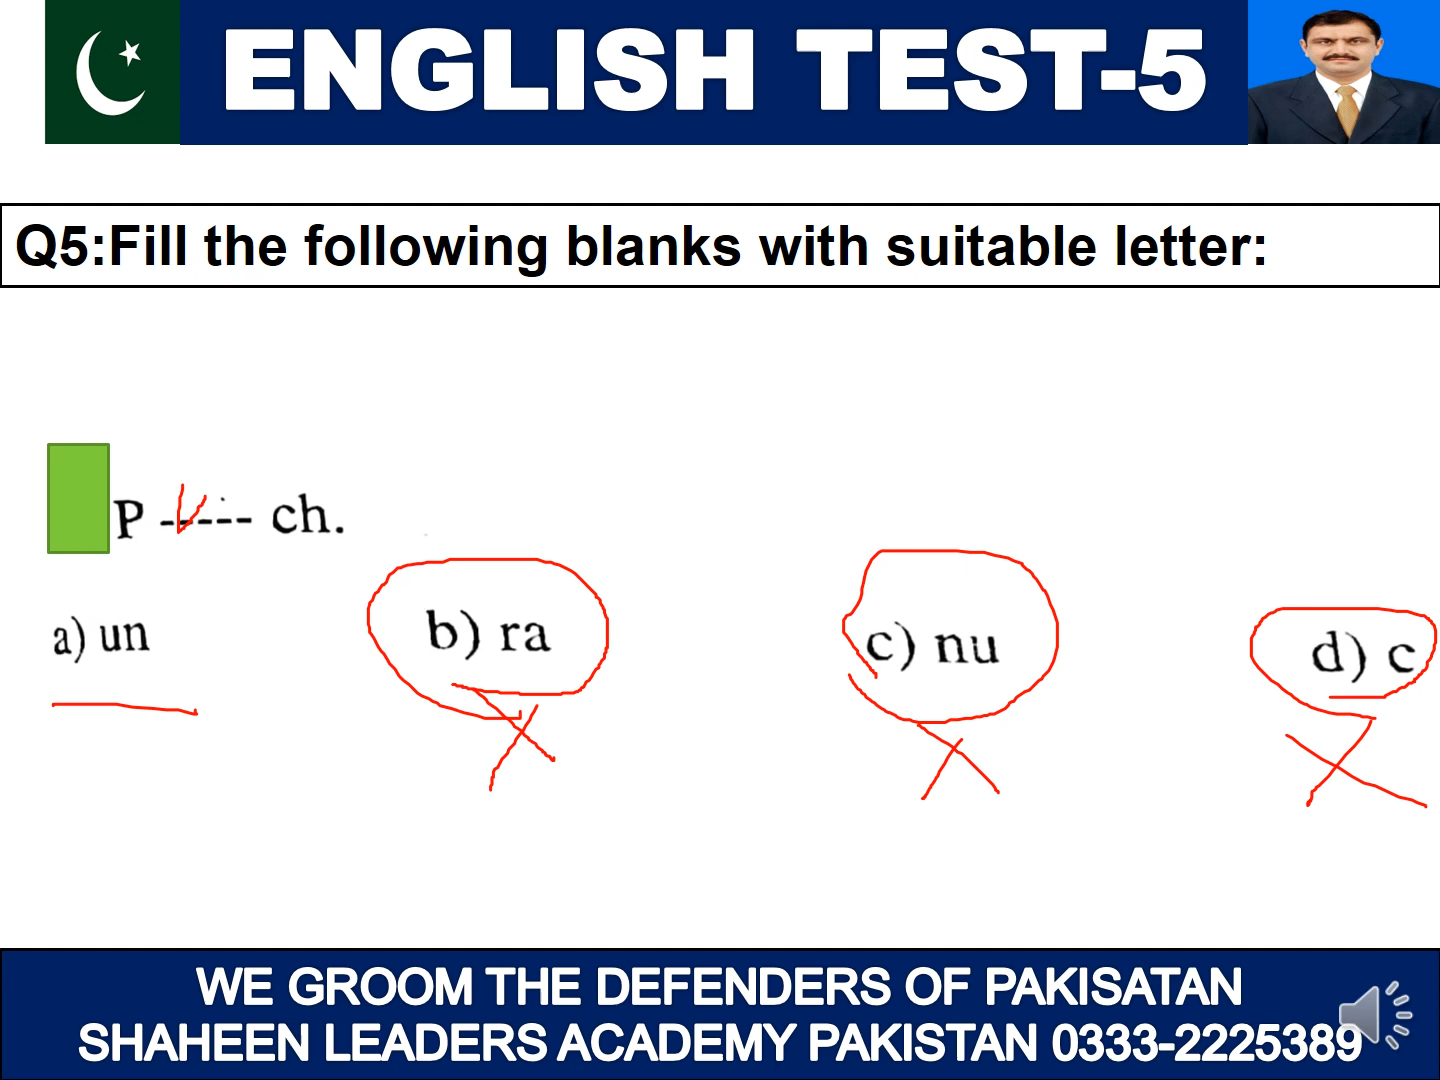 ENGLISH TEST-5
Q5:Fill the following blanks with suitable letter:
P ----- ch.
a) un b) ra c) nu d) c
WE GROOM THE DEFENDERS OF PAKISATAN
SHAHEEN LEADERS ACADEMY PAKISTAN 0333-2225389